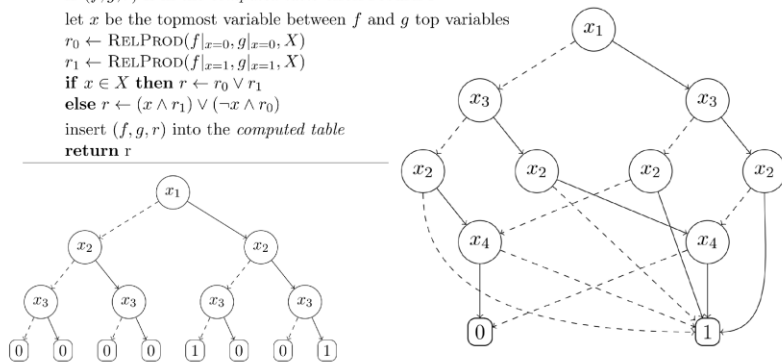 let x be the topmost variable between f and g top variables
r₀ ← RELPROD(f|ₓ₌₀, g|ₓ₌₀, X)
r₁ ← RELPROD(f|ₓ₌₁, g|ₓ₌₁, X)
if x ∈ X then r ← r₀ ∨ r₁
else r ← (x ∧ r₁) ∨ (¬x ∧ r₀)
insert (f, g, r) into the computed table
return r
x₁
x₂ x₂
x₃ x₃ x₃ x₃
0 0 0 0 1 0 0 1
x₁
x₃ x₃
x₂ x₂ x₂ x₂
x₄ x₄
0 1